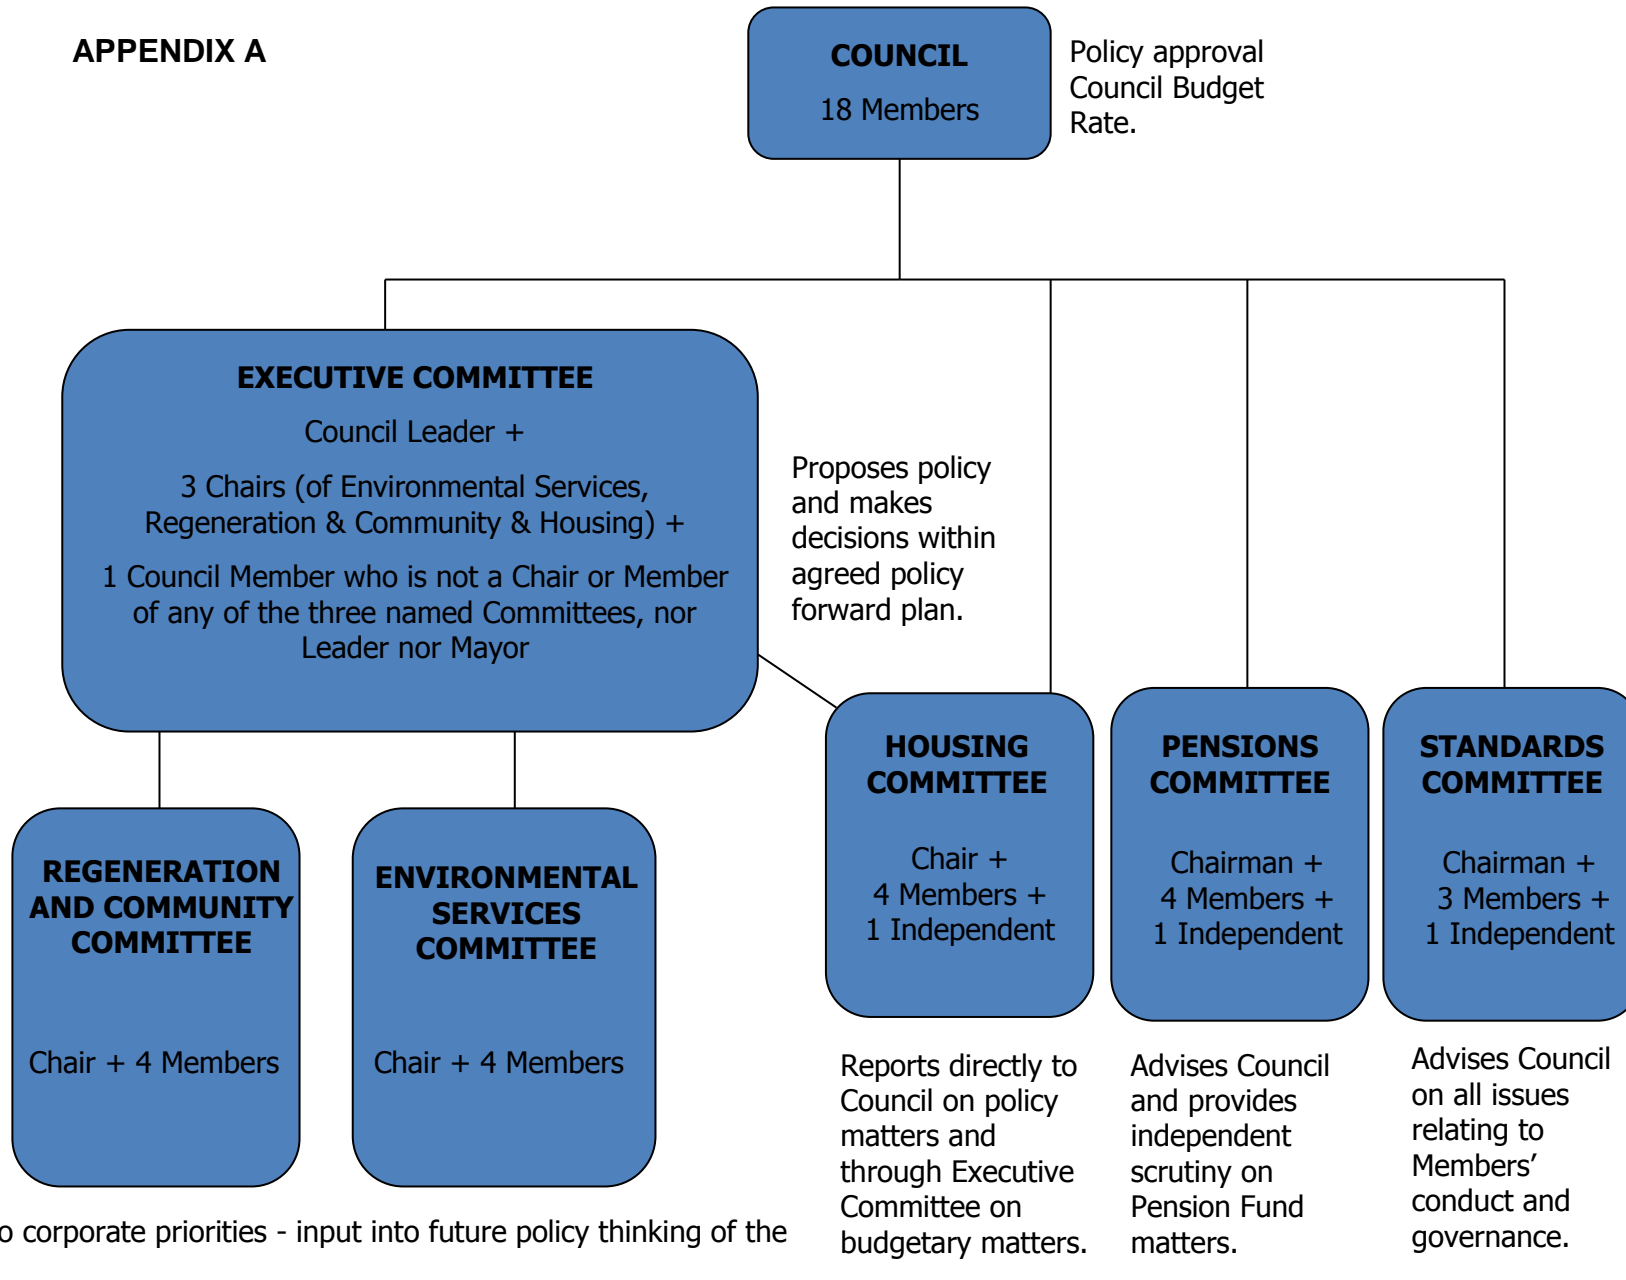 APPENDIX A
COUNCIL
18 Members
Policy approval
Council Budget
Rate.
EXECUTIVE COMMITTEE
Council Leader +
3 Chairs (of Environmental Services,
Regeneration & Community & Housing) +
1 Council Member who is not a Chair or Member
of any of the three named Committees, nor
Leader nor Mayor
Proposes policy
and makes
decisions within
agreed policy
forward plan.
REGENERATION
AND COMMUNITY
COMMITTEE
Chair + 4 Members
ENVIRONMENTAL
SERVICES
COMMITTEE
Chair + 4 Members
HOUSING
COMMITTEE
Chair +
4 Members +
1 Independent
PENSIONS
COMMITTEE
Chairman +
4 Members +
1 Independent
STANDARDS
COMMITTEE
Chairman +
3 Members +
1 Independent
Reports directly to
Council on policy
matters and
through Executive
Committee on
budgetary matters.
Advises Council
and provides
independent
scrutiny on
Pension Fund
matters.
Advises Council
on all issues
relating to
Members’
conduct and
governance.
corporate priorities - input into future policy thinking of the